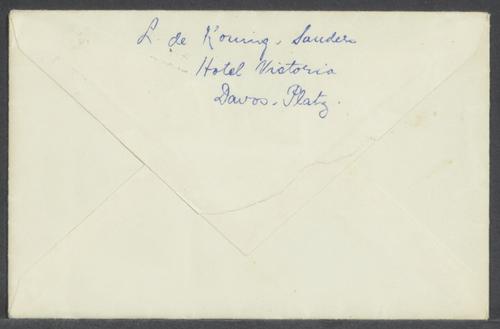 L. de Koning-Sanders
Hotel Victoria
Davos-Platz.